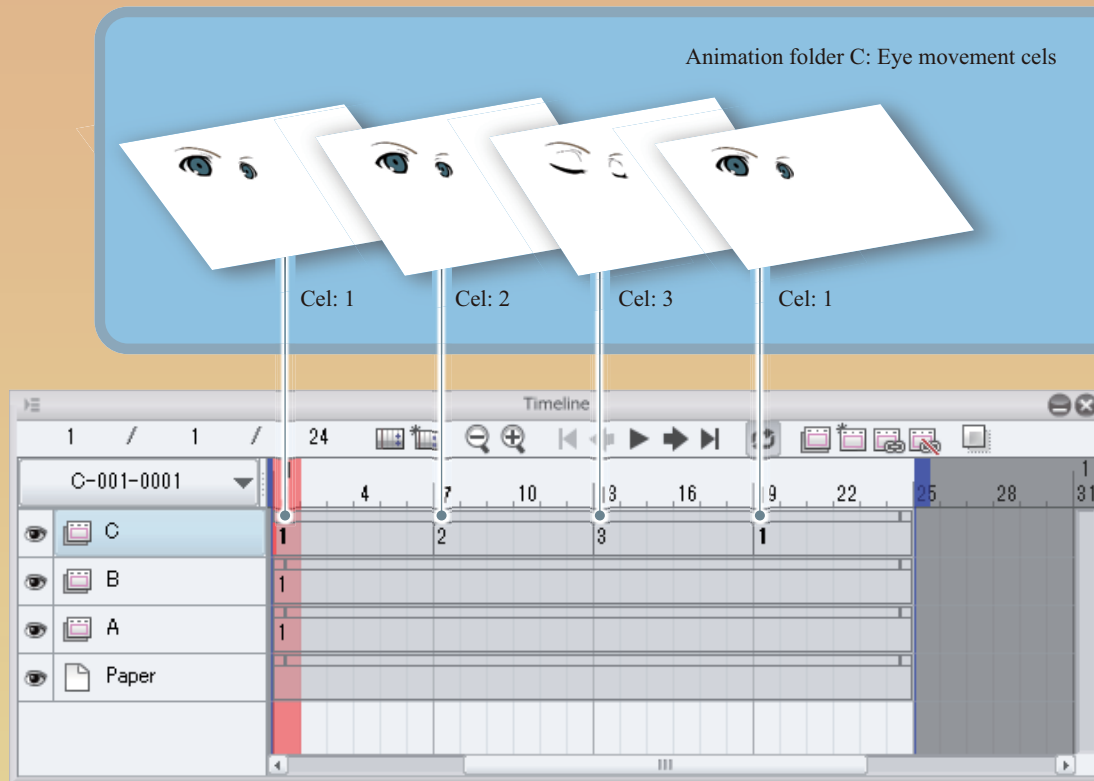 Animation folder C: Eye movement cels
Cel: 1 Cel: 2 Cel: 3 Cel: 1
Timeline
1 / 1 / 24
C-001-0001
1
4 7 10 13 16 19 22 25 28 31
C 1 2 3 1
B 1
A 1
Paper